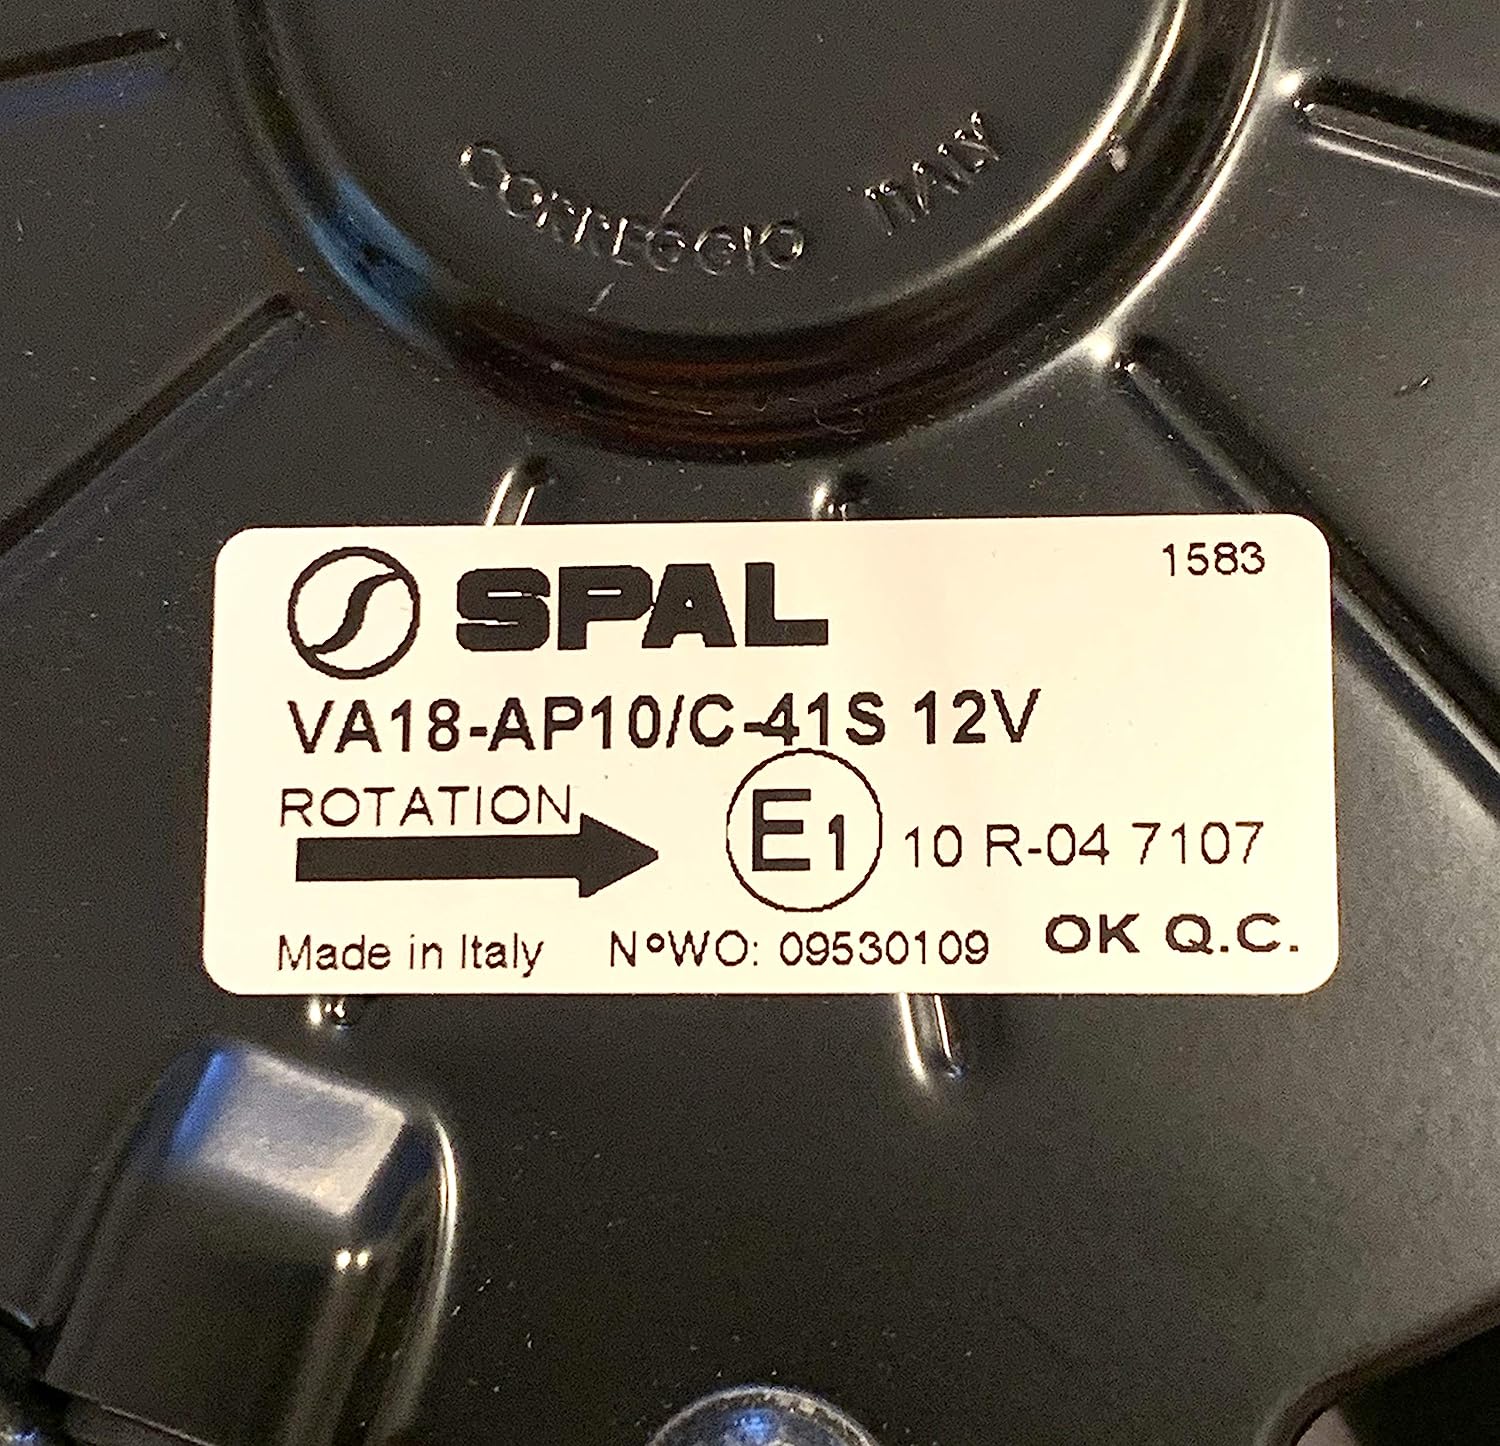 CORREGGIO ITALY
SPAL
1583
VA18-AP10/C-41S 12V
ROTATION
E1 10 R-04 7107
Made in Italy N°WO: 09530109 OK Q.C.